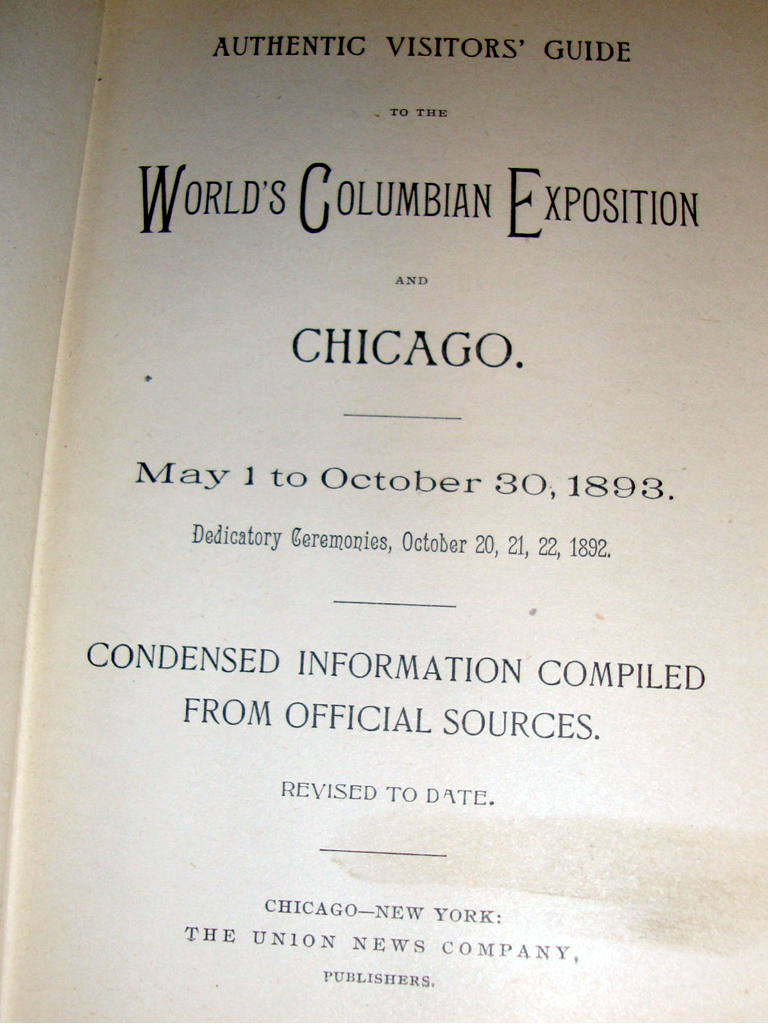 AUTHENTIC VISITORS' GUIDE
TO THE
WORLD'S COLUMBIAN EXPOSITION
AND
CHICAGO.
May 1 to October 30, 1893.
Dedicatory Ceremonies, October 20, 21, 22, 1892.
CONDENSED INFORMATION COMPILED
FROM OFFICIAL SOURCES.
REVISED TO DATE.
CHICAGO—NEW YORK:
THE UNION NEWS COMPANY,
PUBLISHERS.